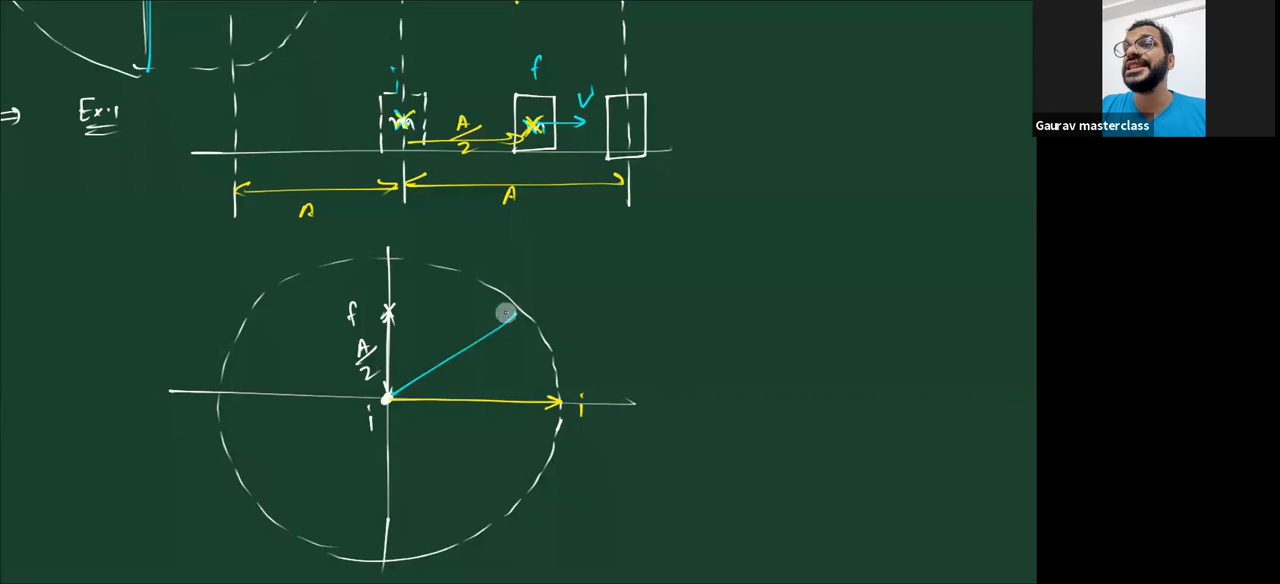 i
f
⇒ Ex.1
m
A/2
m
V
A
A
f
A/2
i
i
Gaurav masterclass